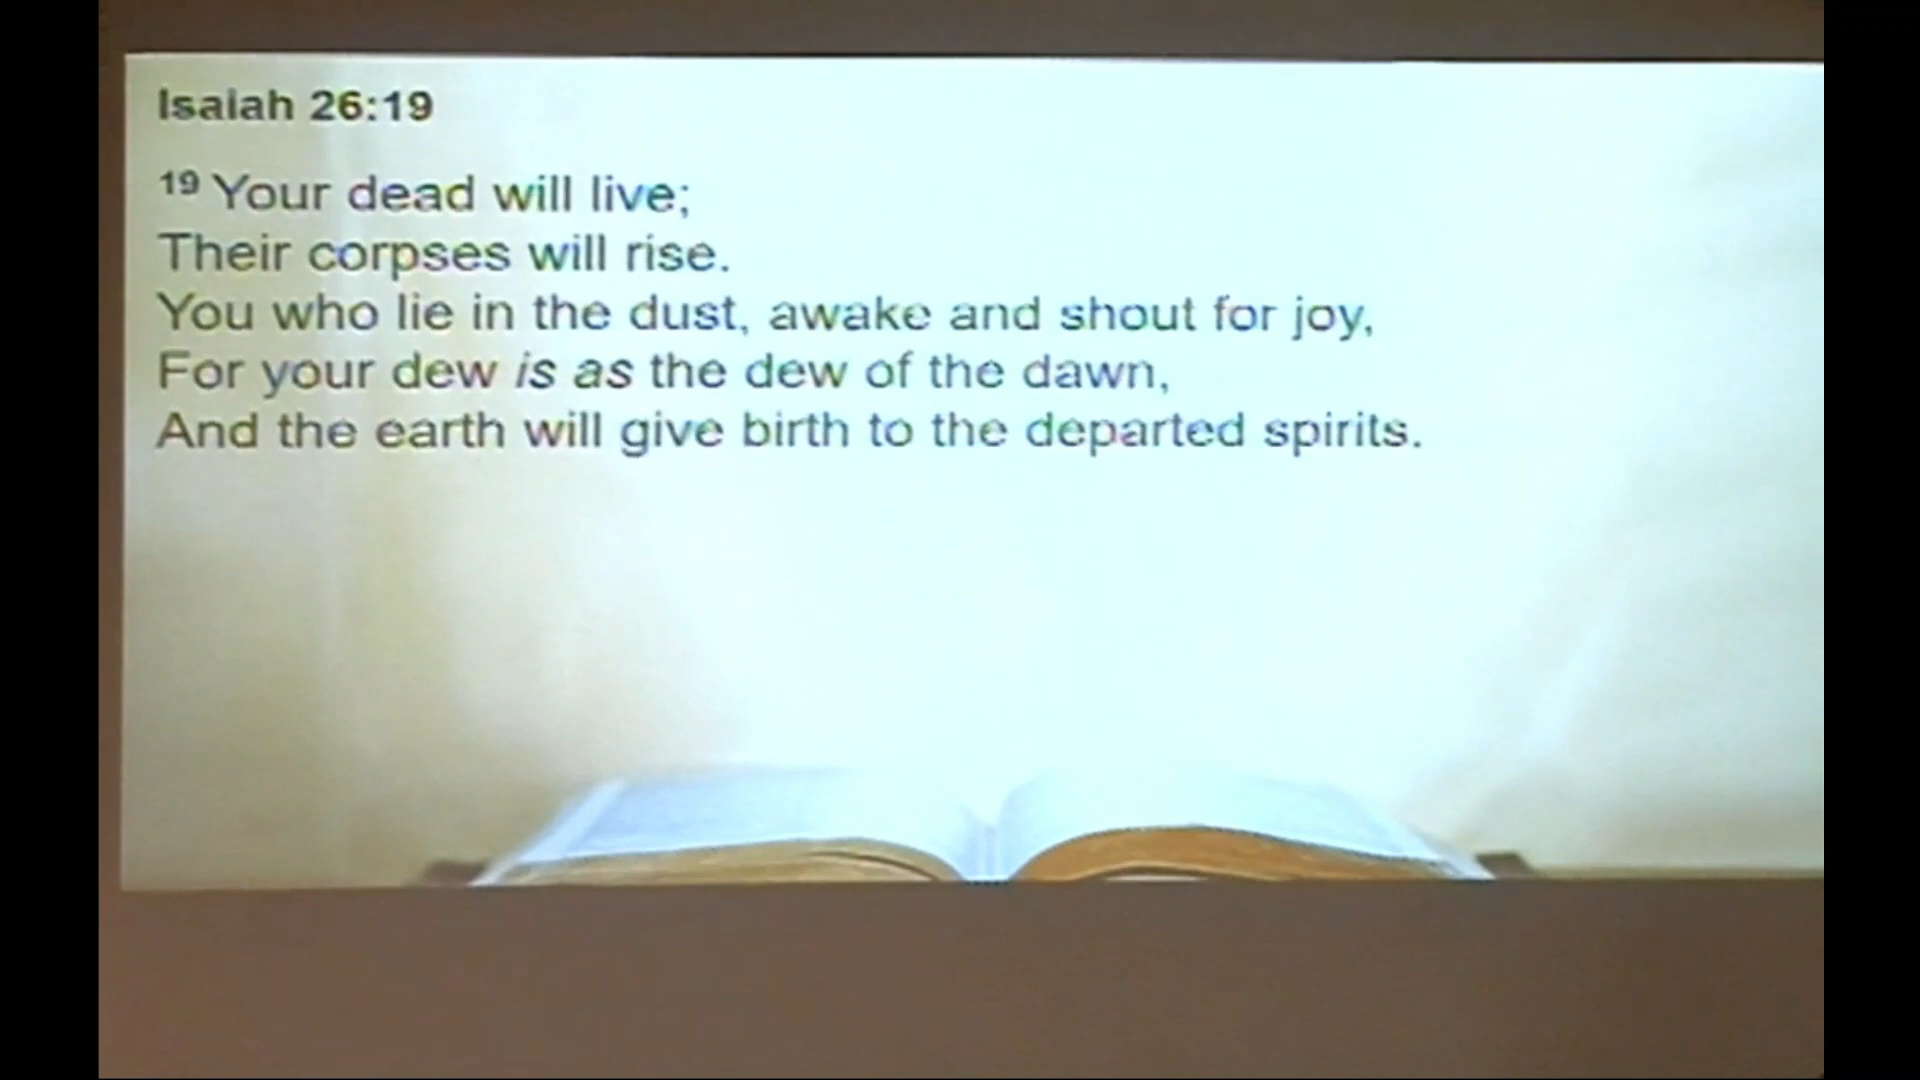 Isaiah 26:19
19 Your dead will live;
Their corpses will rise.
You who lie in the dust, awake and shout for joy,
For your dew is as the dew of the dawn,
And the earth will give birth to the departed spirits.